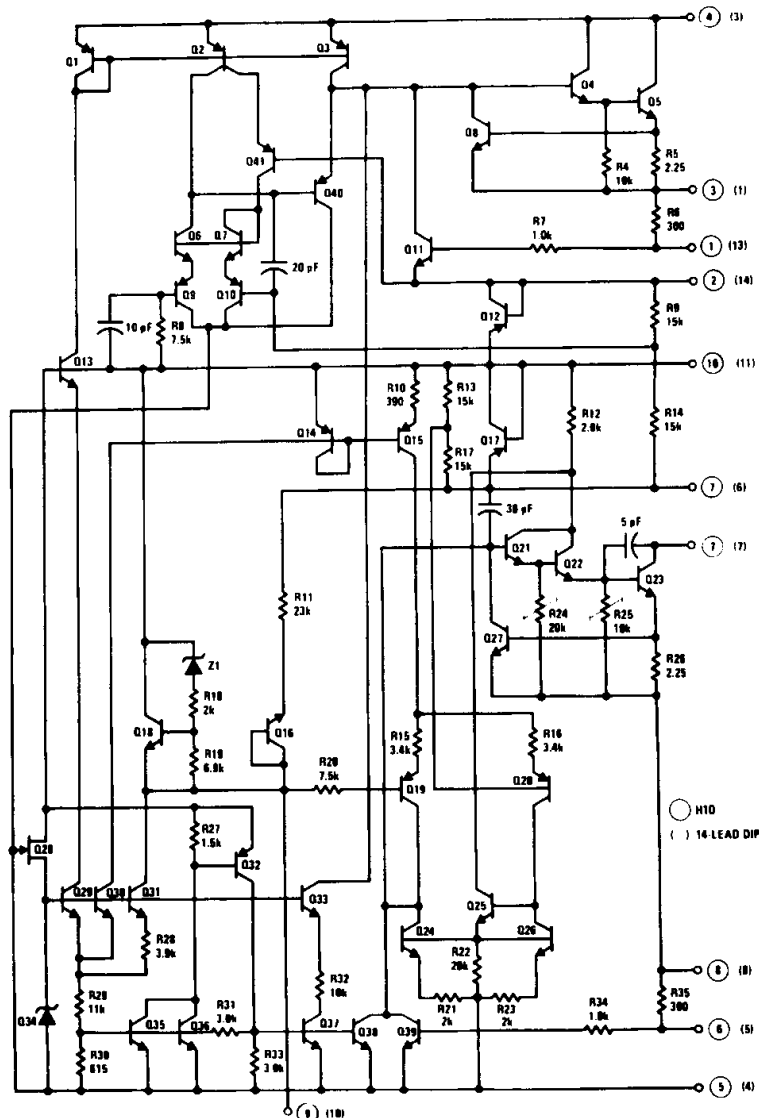 Q1
Q2
Q3
4 (3)
Q4
Q5
Q8
R4
10k
R5
2.25
Q41
Q40
3 (1)
R6
300
R7
1.0k
1 (13)
Q6
Q7
Q11
20 pF
2 (14)
Q9
Q10
Q12
R9
15k
10 pF
R8
7.5k
Q13
10 (11)
R10
390
R13
15k
R12
2.0k
R14
15k
Q14
Q15
R17
15k
Q17
7 (6)
30 pF
5 pF
7 (7)
Q21
Q22
Q23
R11
23k
R24
20k
R25
10k
Q27
R26
2.25
Z1
R18
2k
Q18
R19
6.9k
Q16
R15
3.4k
R16
3.4k
R20
7.5k
Q19
Q20
H10
( ) 14-LEAD DIP
Q28
R27
1.5k
Q32
Q29
Q30
Q31
Q33
R28
3.9k
Q25
Q24
Q26
R22
20k
R32
10k
R21
2k
R23
2k
8 (8)
R35
300
R29
11k
Q34
R31
3.0k
Q35
Q36
Q37
Q38
Q39
R34
1.0k
6 (5)
R30
615
R33
3.0k
5 (4)
9 (10)